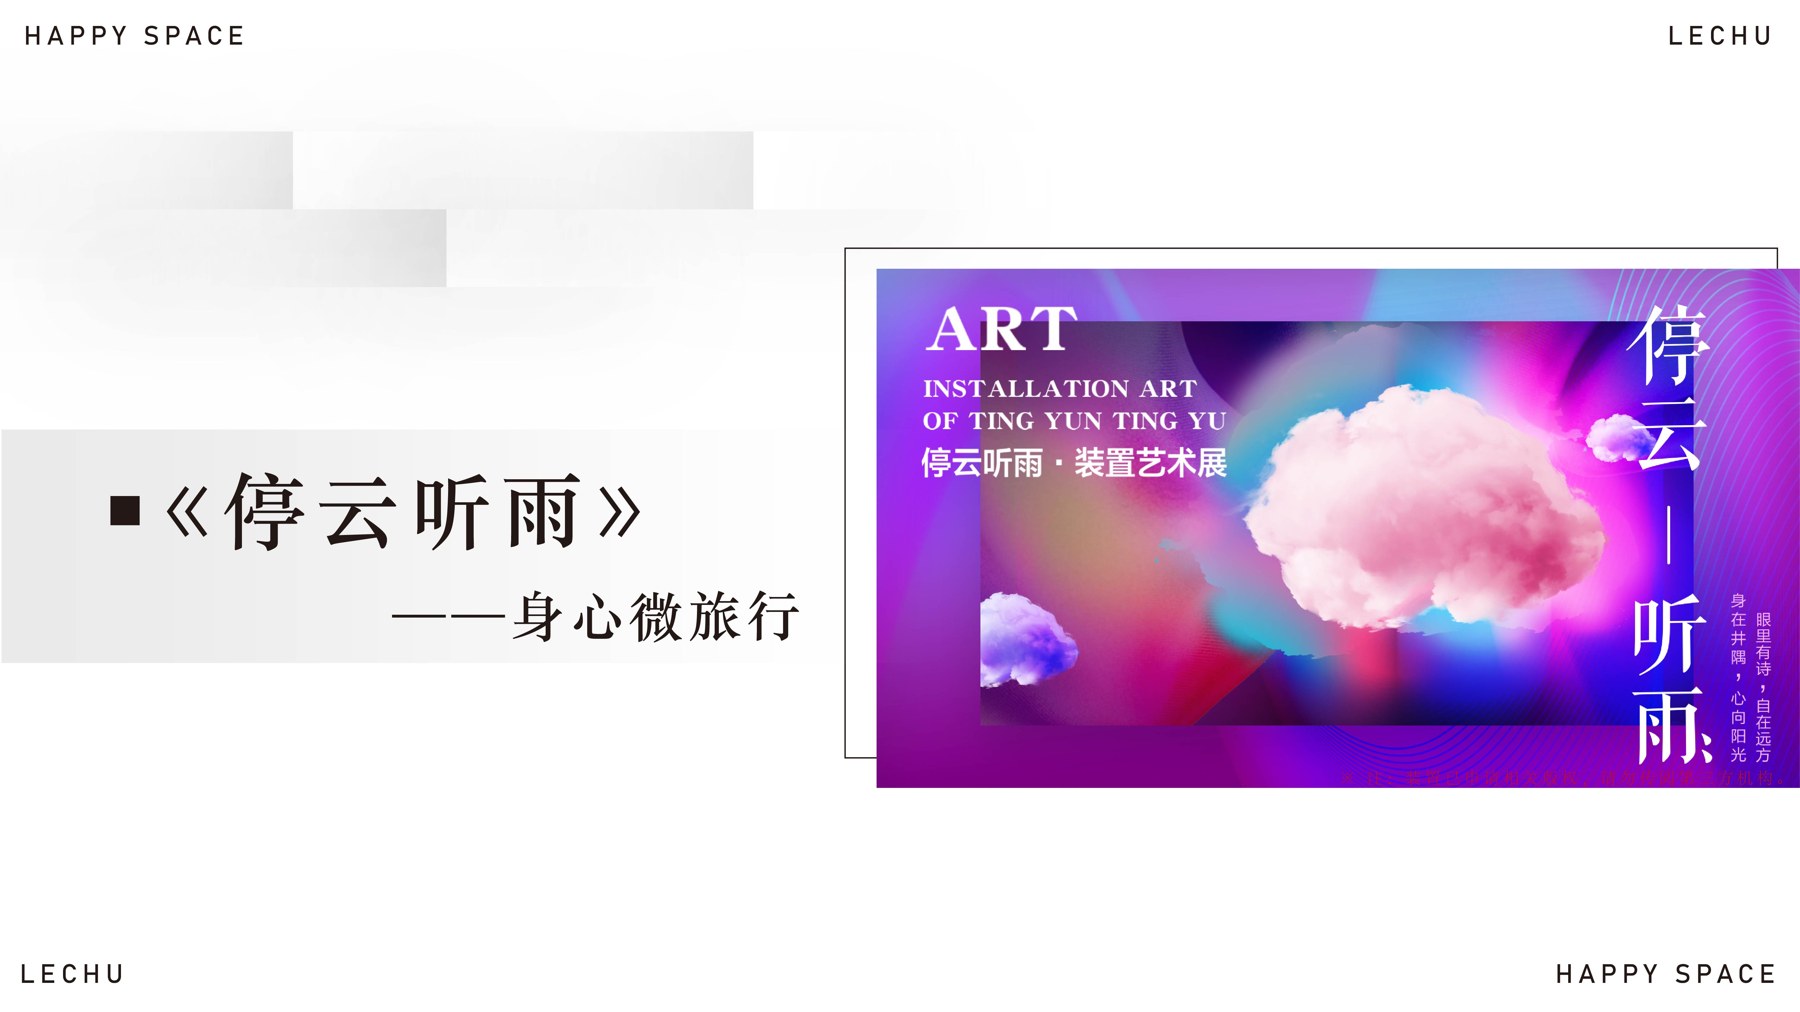 HAPPY SPACE
LECHU
《停云听雨》
——身心微旅行
ART
INSTALLATION ART
OF TING YUN TING YU
停云听雨·装置艺术展
停云—听雨
眼里有诗，自在远方
身在井隅，心向阳光
LECHU
HAPPY SPACE